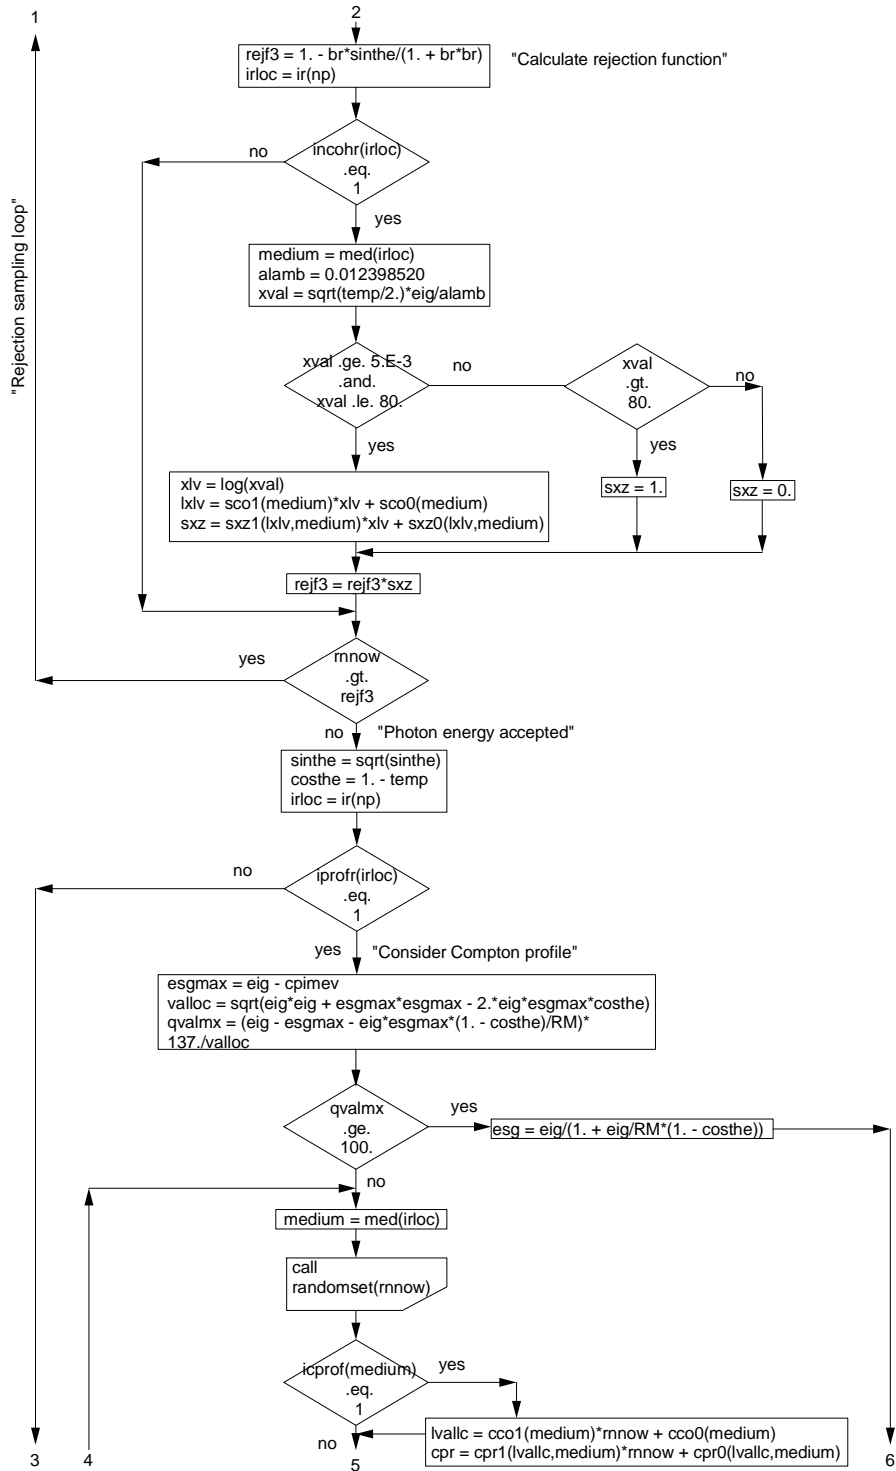 1
2
rejf3 = 1. - br*sinthe/(1. + br*br)
irloc = ir(np)
"Calculate rejection function"
no
incohr(irloc)
.eq.
1
yes
"Rejection sampling loop"
medium = med(irloc)
alamb = 0.012398520
xval = sqrt(temp/2.)*eig/alamb
xval .ge. 5.E-3
.and.
xval .le. 80.
no
xval
.gt.
80.
no
yes
yes
xlv = log(xval)
lxlv = sco1(medium)*xlv + sco0(medium)
sxz = sxz1(lxlv,medium)*xlv + sxz0(lxlv,medium)
sxz = 1.
sxz = 0.
rejf3 = rejf3*sxz
yes
rnnow
.gt.
rejf3
no
"Photon energy accepted"
sinthe = sqrt(sinthe)
costhe = 1. - temp
irloc = ir(np)
no
iprofr(irloc)
.eq.
1
yes
"Consider Compton profile"
esgmax = eig - cpimev
valloc = sqrt(eig*eig + esgmax*esgmax - 2.*eig*esgmax*costhe)
qvalmx = (eig - esgmax - eig*esgmax*(1. - costhe)/RM)*
137./valloc
qvalmx
.ge.
100.
yes
esg = eig/(1. + eig/RM*(1. - costhe))
no
medium = med(irloc)
call
randomset(rnnow)
icprof(medium)
.eq.
1
yes
no
lvallc = cco1(medium)*rnnow + cco0(medium)
cpr = cpr1(lvallc,medium)*rnnow + cpr0(lvallc,medium)
3
4
5
6